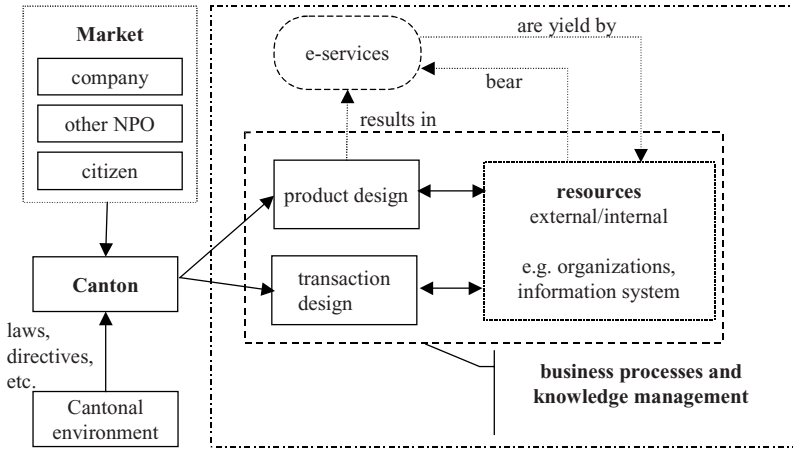 Market
company
other NPO
citizen
Canton
laws,
directives,
etc.
Cantonal
environment
e-services
are yield by
bear
results in
product design
transaction
design
resources
external/internal
e.g. organizations,
information system
business processes and
knowledge management